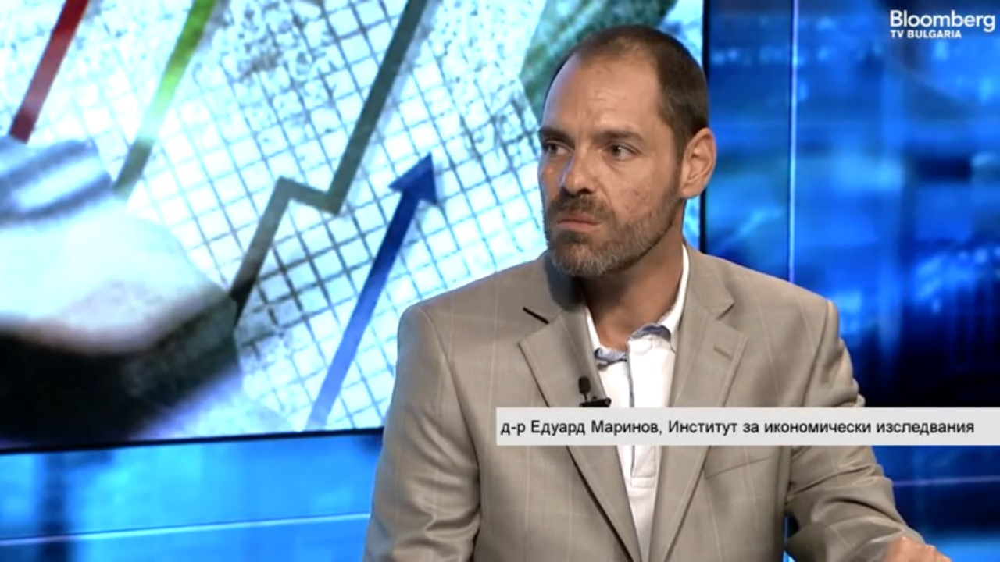 Bloomberg
TV BULGARIA
д-р Едуард Маринов, Институт за икономически изследвания